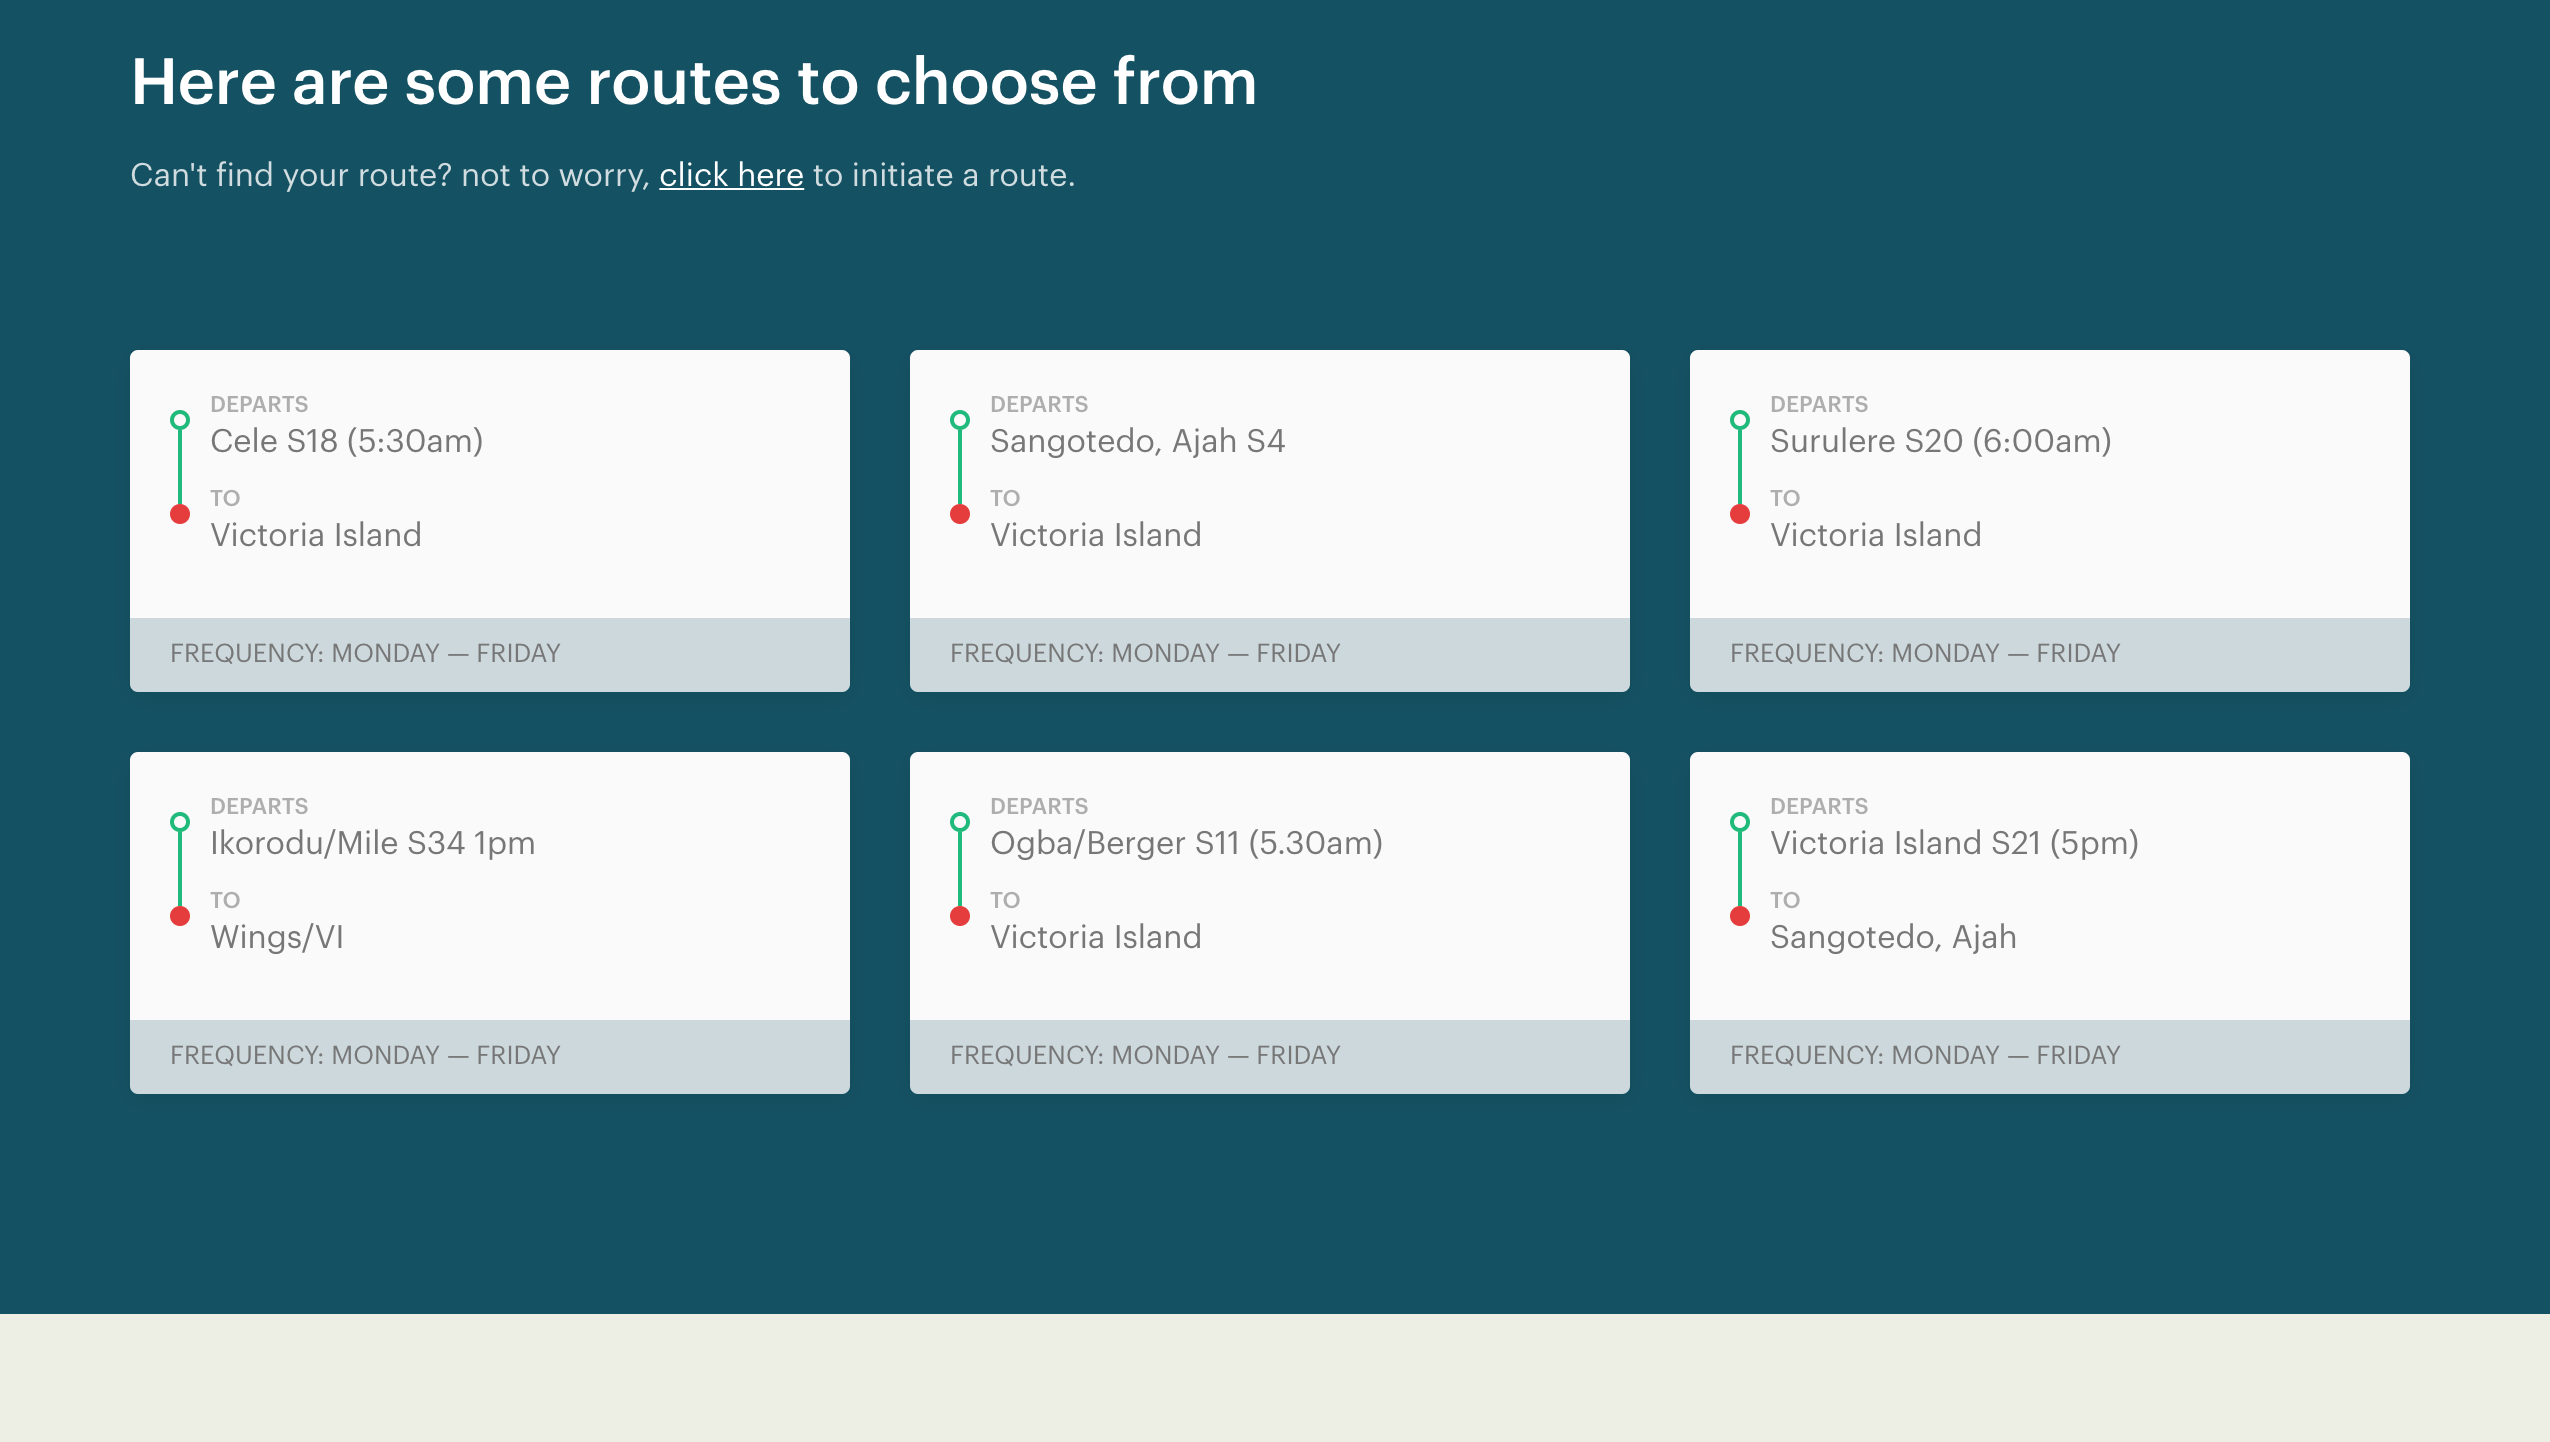 Here are some routes to choose from
Can't find your route? not to worry, click here to initiate a route.
DEPARTS
Cele S18 (5:30am)
TO
Victoria Island
FREQUENCY: MONDAY — FRIDAY
DEPARTS
Sangotedo, Ajah S4
TO
Victoria Island
FREQUENCY: MONDAY — FRIDAY
DEPARTS
Surulere S20 (6:00am)
TO
Victoria Island
FREQUENCY: MONDAY — FRIDAY
DEPARTS
Ikorodu/Mile S34 1pm
TO
Wings/VI
FREQUENCY: MONDAY — FRIDAY
DEPARTS
Ogba/Berger S11 (5.30am)
TO
Victoria Island
FREQUENCY: MONDAY — FRIDAY
DEPARTS
Victoria Island S21 (5pm)
TO
Sangotedo, Ajah
FREQUENCY: MONDAY — FRIDAY